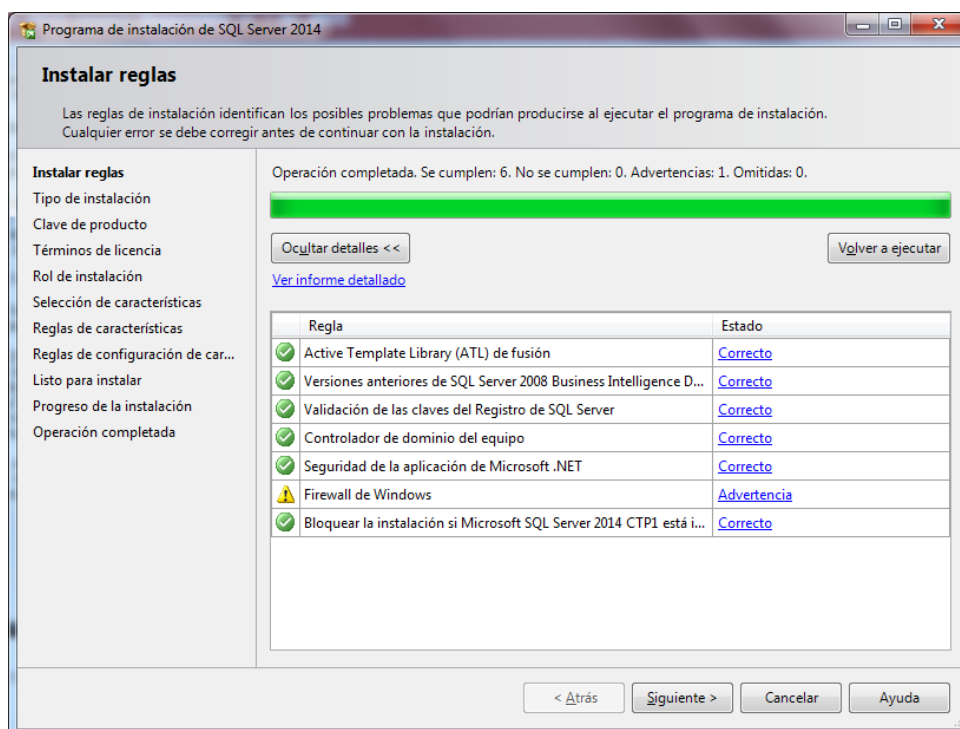 Programa de instalación de SQL Server 2014
Instalar reglas
Las reglas de instalación identifican los posibles problemas que podrían producirse al ejecutar el programa de instalación.
Cualquier error se debe corregir antes de continuar con la instalación.
Instalar reglas
Tipo de instalación
Clave de producto
Términos de licencia
Rol de instalación
Selección de características
Reglas de características
Reglas de configuración de car...
Listo para instalar
Progreso de la instalación
Operación completada
Operación completada. Se cumplen: 6. No se cumplen: 0. Advertencias: 1. Omitidas: 0.
Ocultar detalles << Volver a ejecutar
Ver informe detallado
Regla Estado
Active Template Library (ATL) de fusión Correcto
Versiones anteriores de SQL Server 2008 Business Intelligence D... Correcto
Validación de las claves del Registro de SQL Server Correcto
Controlador de dominio del equipo Correcto
Seguridad de la aplicación de Microsoft .NET Correcto
Firewall de Windows Advertencia
Bloquear la instalación si Microsoft SQL Server 2014 CTP1 está i... Correcto
< Atrás Siguiente > Cancelar Ayuda